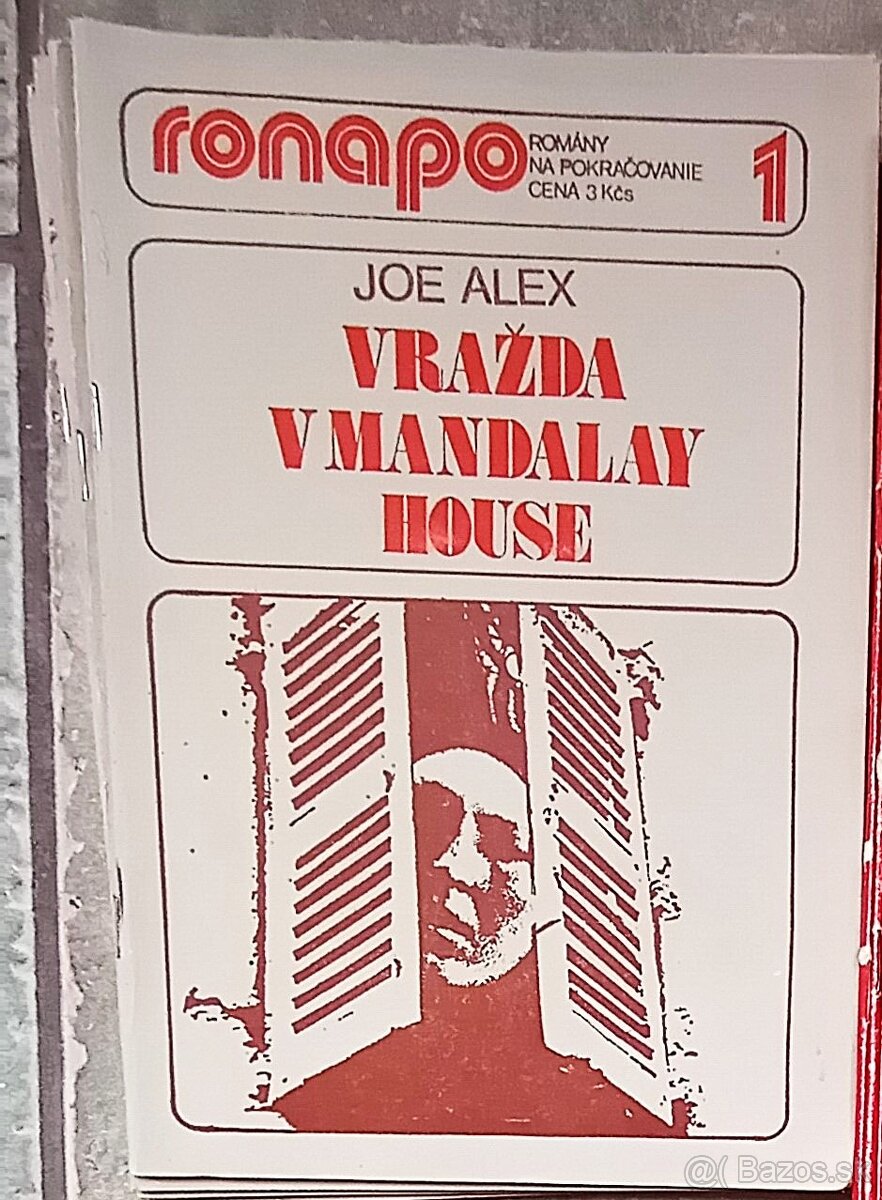 ronapo
ROMÁNY
NA POKRAČOVANIE
CENA 3 Kčs
1
JOE ALEX
VRAŽDA
V MANDALAY
HOUSE
@( Bazos.sk